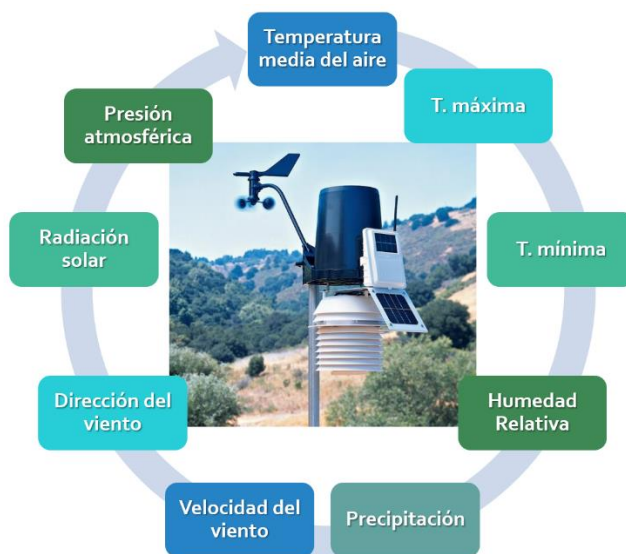 Temperatura
media del aire
T. máxima
T. mínima
Humedad
Relativa
Precipitación
Velocidad del
viento
Dirección del
viento
Radiación
solar
Presión
atmosférica